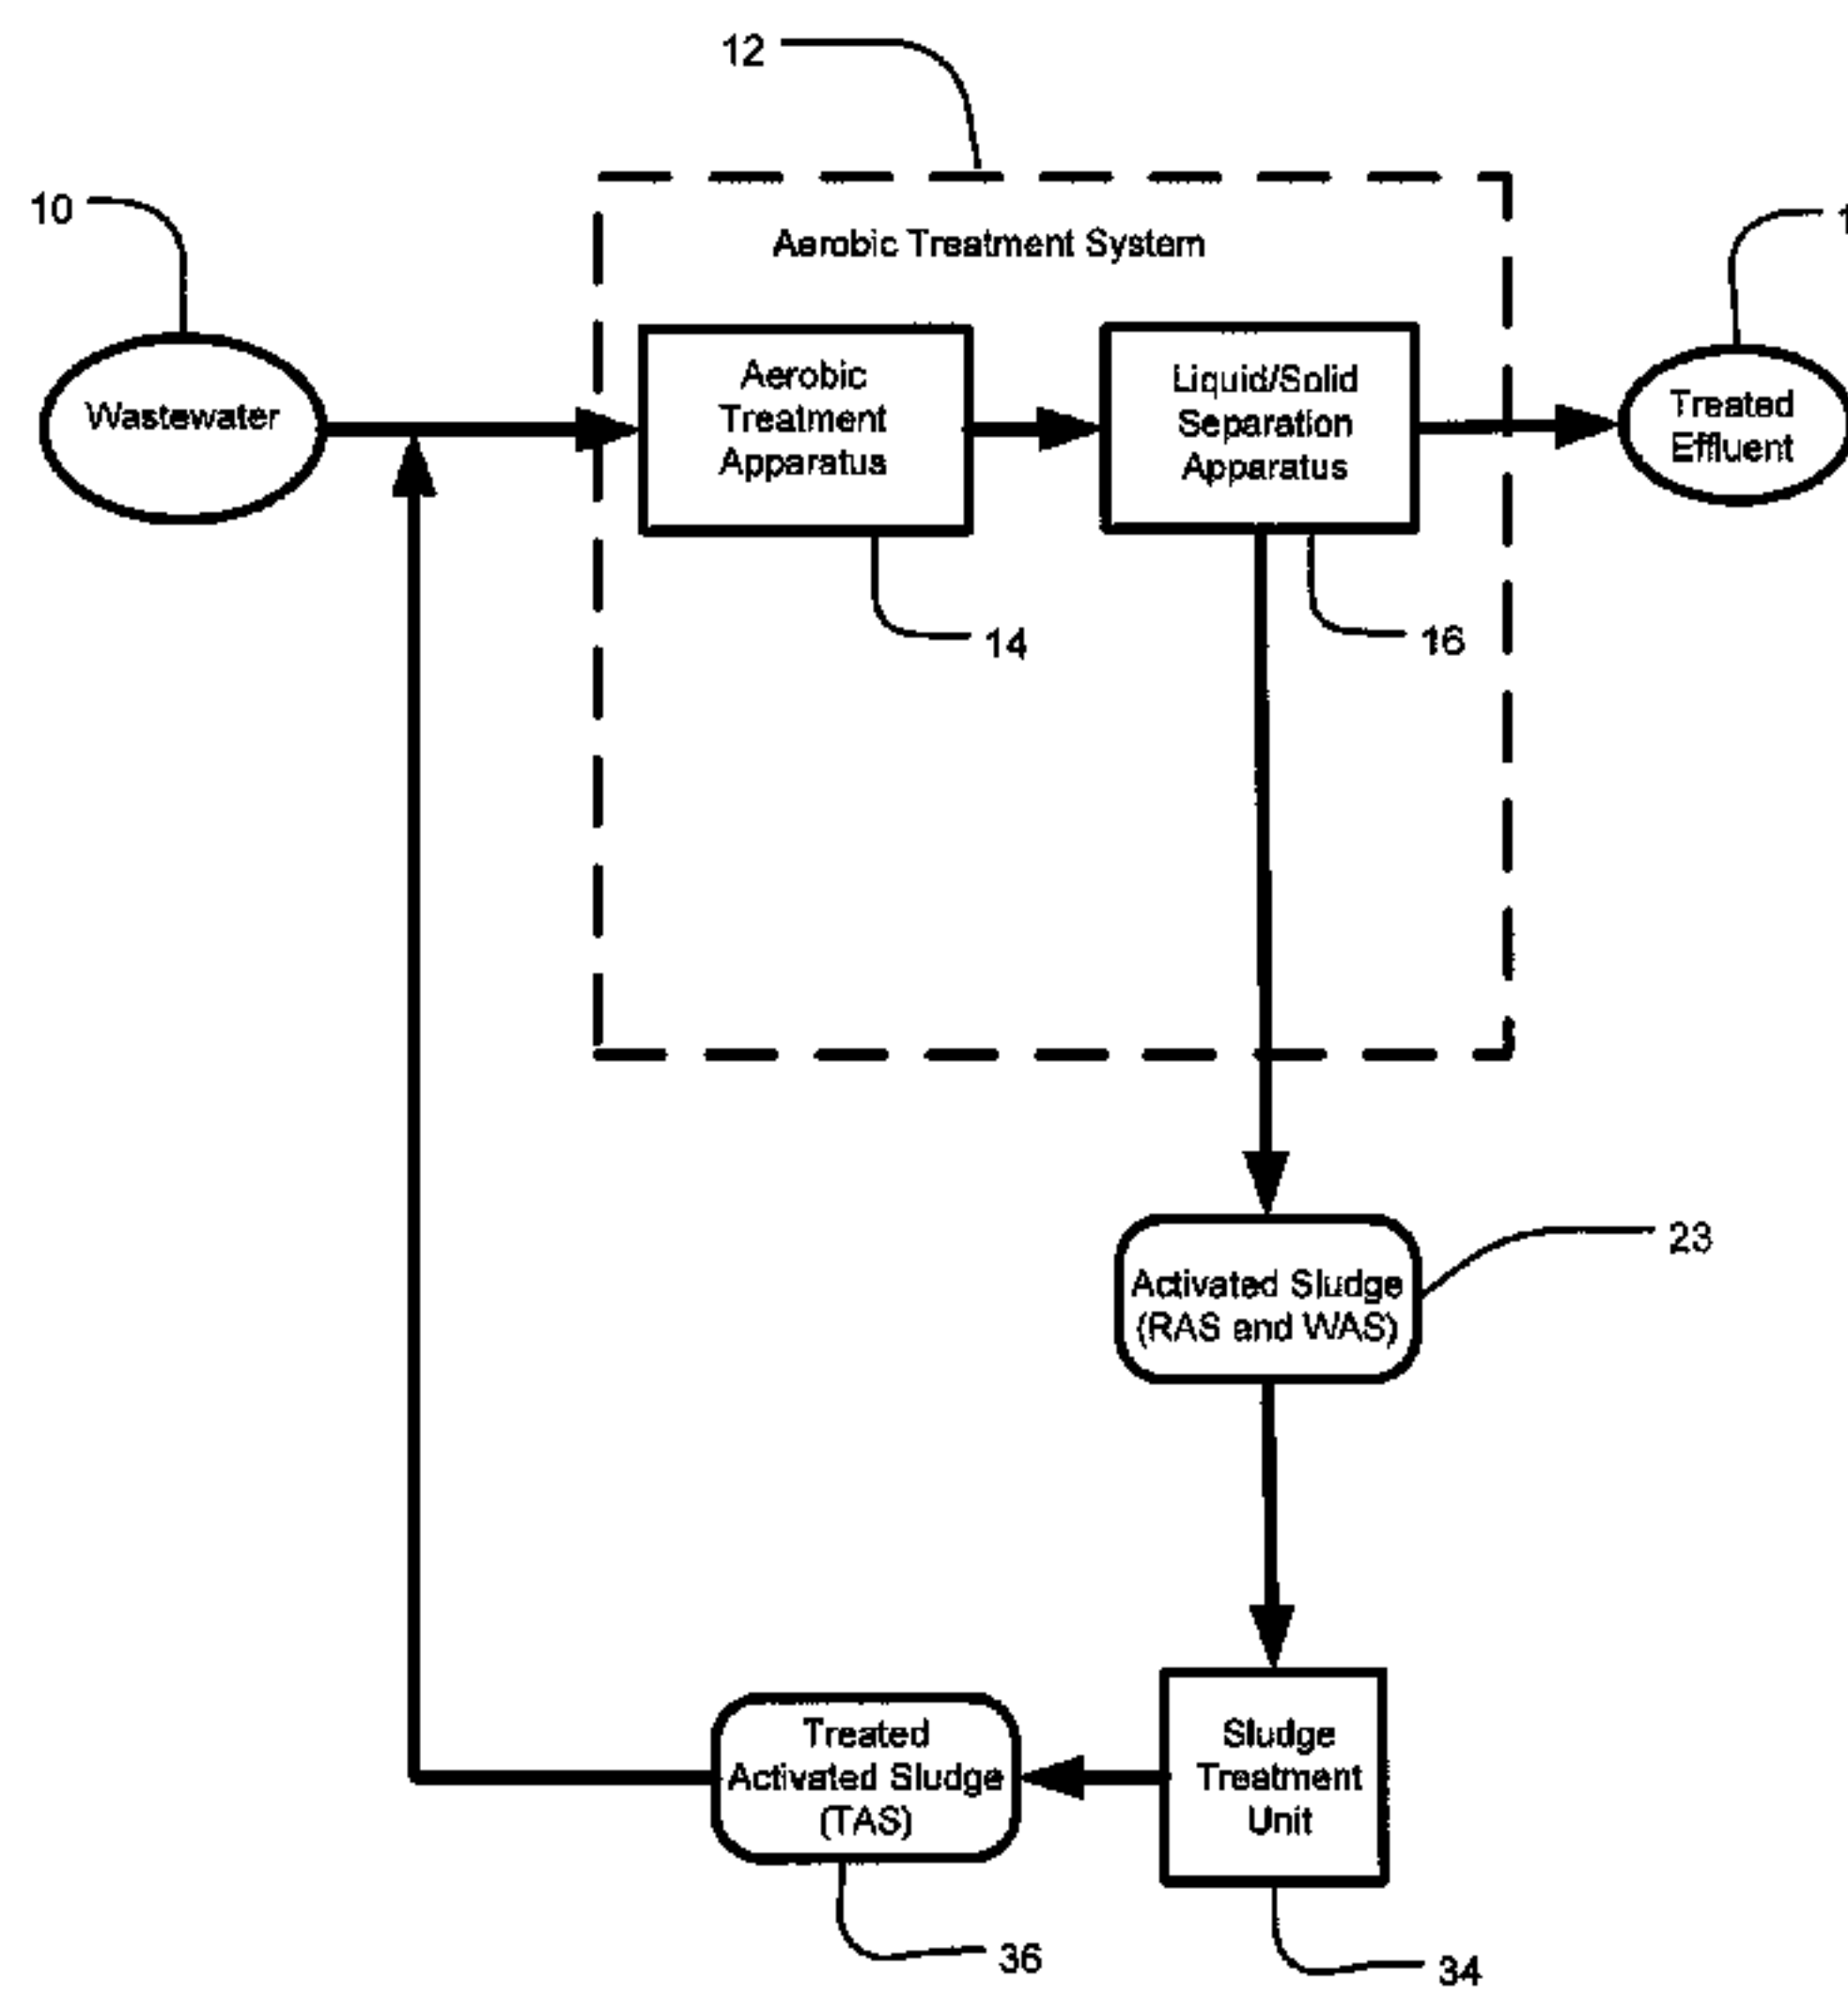 12
10
Aerobic Treatment System
Wastewater
Aerobic
Treatment
Apparatus
Liquid/Solid
Separation
Apparatus
Treated
Effluent
14
16
23
Activated Sludge
(RAS and WAS)
Treated
Activated Sludge
(TAS)
Sludge
Treatment
Unit
36
34